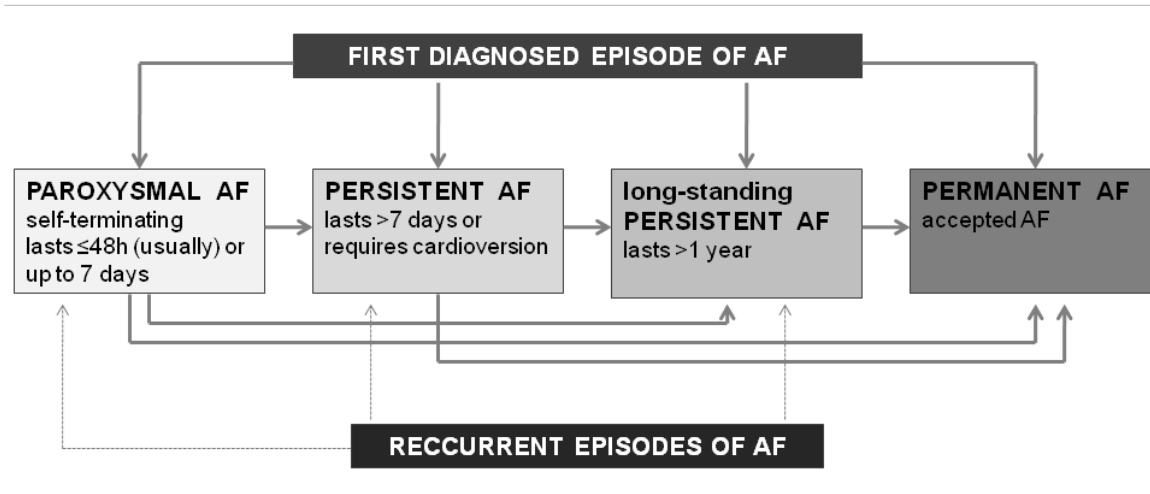 FIRST DIAGNOSED EPISODE OF AF
PAROXYSMAL AF
self-terminating
lasts ≤48h (usually) or
up to 7 days
PERSISTENT AF
lasts >7 days or
requires cardioversion
long-standing
PERSISTENT AF
lasts >1 year
PERMANENT AF
accepted AF
RECCURRENT EPISODES OF AF